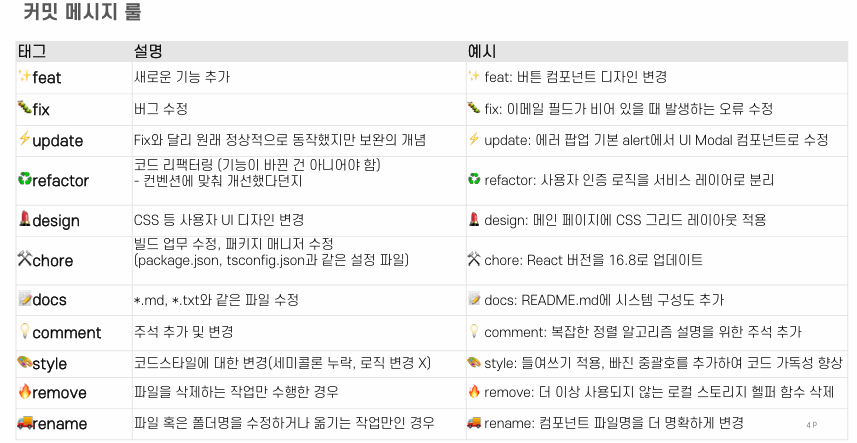 커밋 메시지 룰
태그 설명 예시
✨feat 새로운 기능 추가 ✨ feat: 버튼 컴포넌트 디자인 변경
🐛fix 버그 수정 🐛 fix: 이메일 필드가 비어 있을 때 발생하는 오류 수정
⚡update Fix와 달리 원래 정상적으로 동작했지만 보완의 개념 ⚡ update: 에러 팝업 기본 alert에서 UI Modal 컴포넌트로 수정
♻refactor 코드 리팩터링 (기능이 바뀐 건 아니어야 함)
- 컨벤션에 맞춰 개선했다던지 ♻ refactor: 사용자 인증 로직을 서비스 레이어로 분리
💄design CSS 등 사용자 UI 디자인 변경 💄 design: 메인 페이지에 CSS 그리드 레이아웃 적용
⚒chore 빌드 업무 수정, 패키지 매니저 수정
(package.json, tsconfig.json과 같은 설정 파일) ⚒ chore: React 버전을 16.8로 업데이트
📝docs *.md, *.txt와 같은 파일 수정 📝 docs: README.md에 시스템 구성도 추가
💡comment 주석 추가 및 변경 💡 comment: 복잡한 정렬 알고리즘 설명을 위한 주석 추가
🎨style 코드스타일에 대한 변경(세미콜론 누락, 로직 변경 X) 🎨 style: 들여쓰기 적용, 빠진 중괄호를 추가하여 코드 가독성 향상
🔥remove 파일을 삭제하는 작업만 수행한 경우 🔥 remove: 더 이상 사용되지 않는 로컬 스토리지 헬퍼 함수 삭제
🚚rename 파일 혹은 폴더명을 수정하거나 옮기는 작업만인 경우 🚚 rename: 컴포넌트 파일명을 더 명확하게 변경
4 P